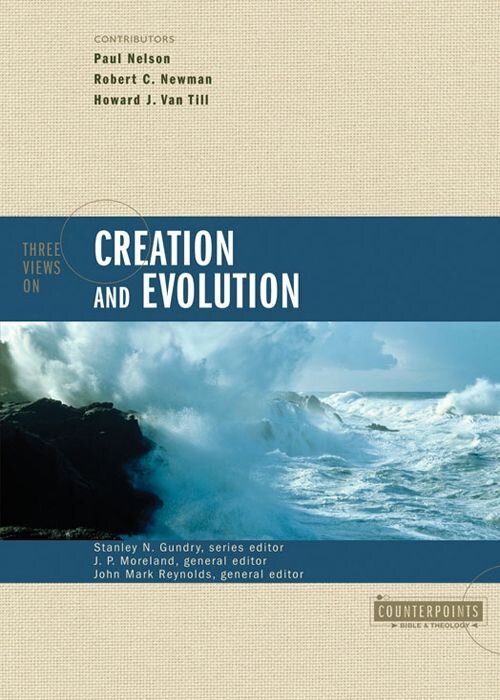 CONTRIBUTORS
Paul Nelson
Robert C. Newman
Howard J. Van Till
THREE
VIEWS
ON
CREATION
AND EVOLUTION
Stanley N. Gundry, series editor
J. P. Moreland, general editor
John Mark Reynolds, general editor
COUNTERPOINTS
BIBLE & THEOLOGY